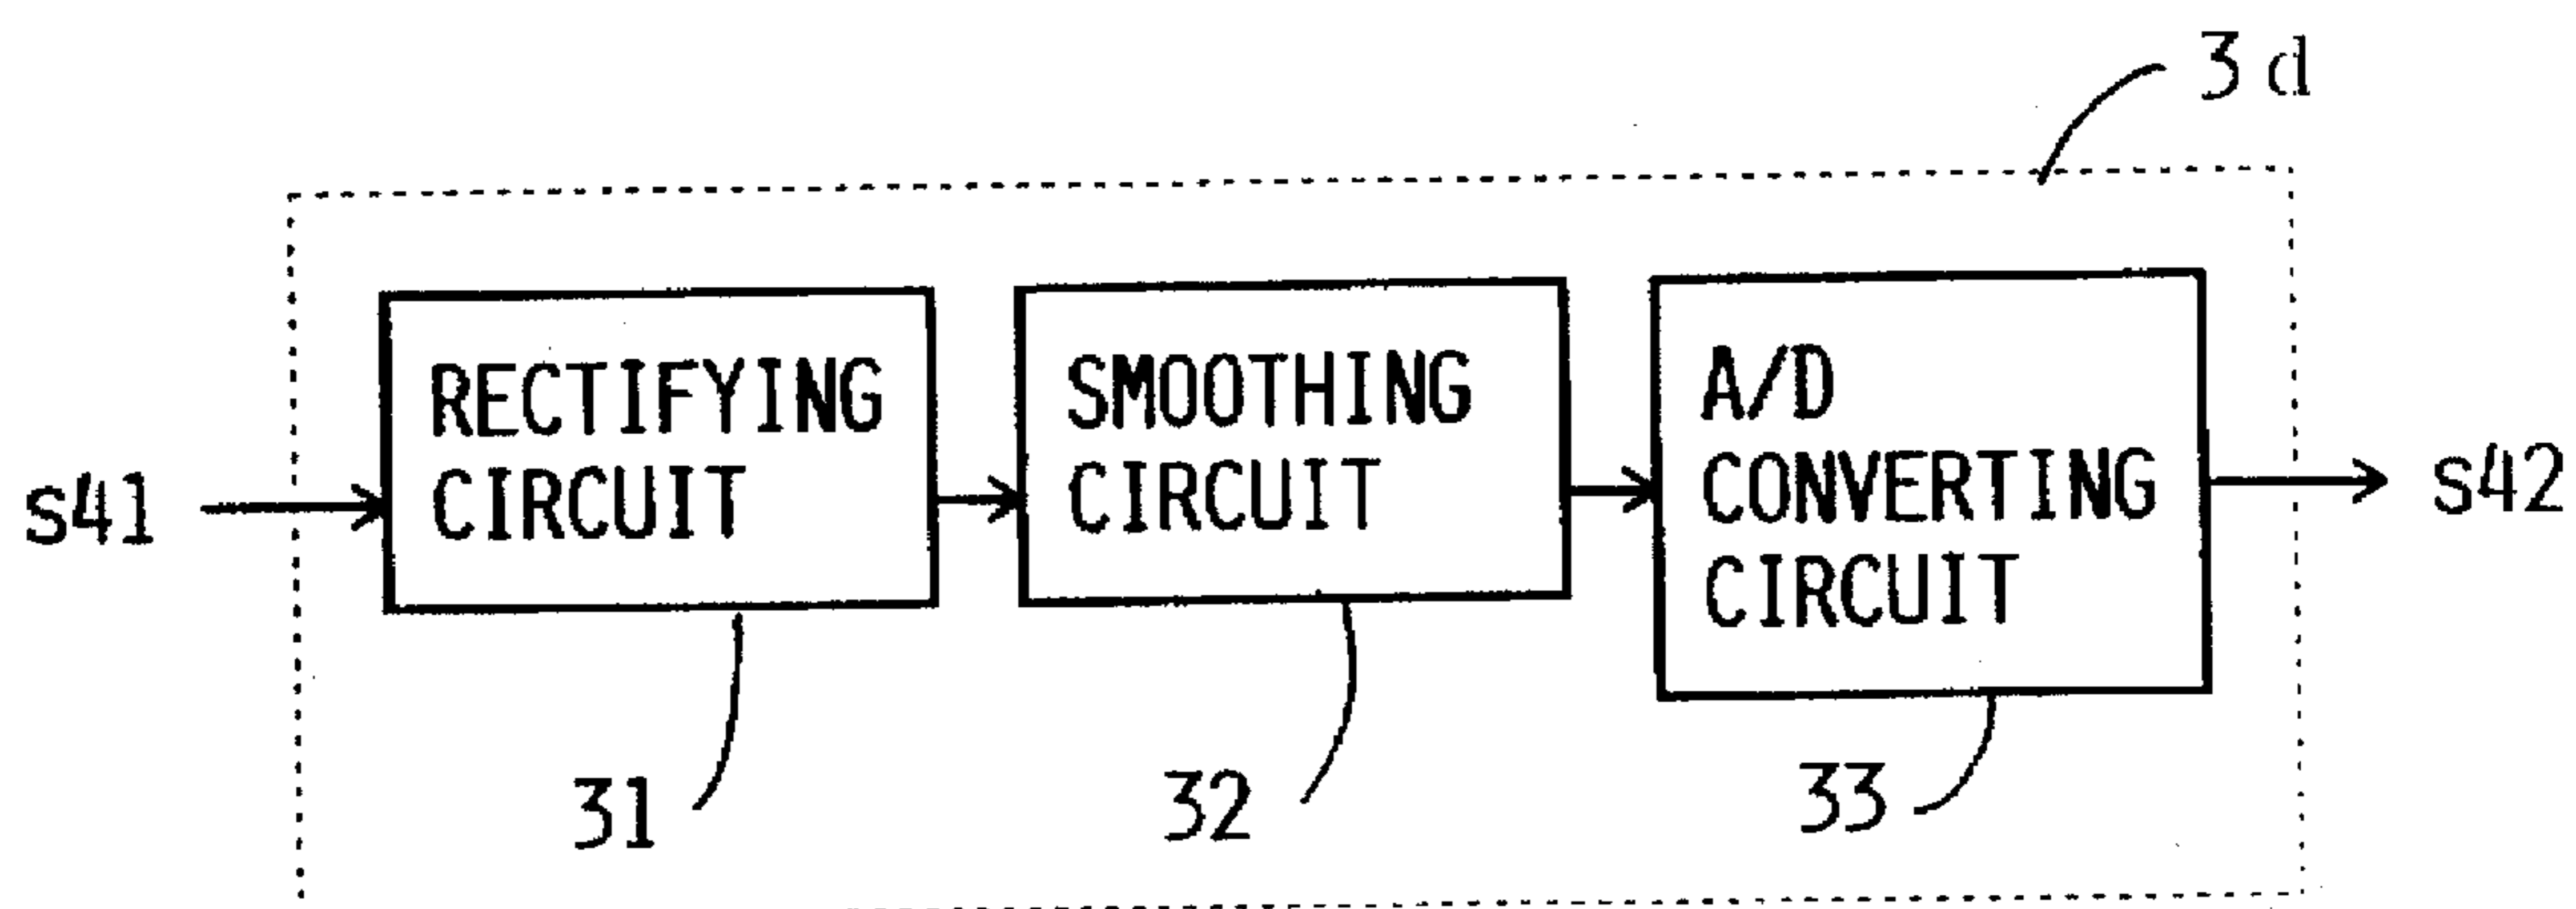 3d
RECTIFYING
CIRCUIT
SMOOTHING
CIRCUIT
A/D
CONVERTING
CIRCUIT
s41
s42
31
32
33